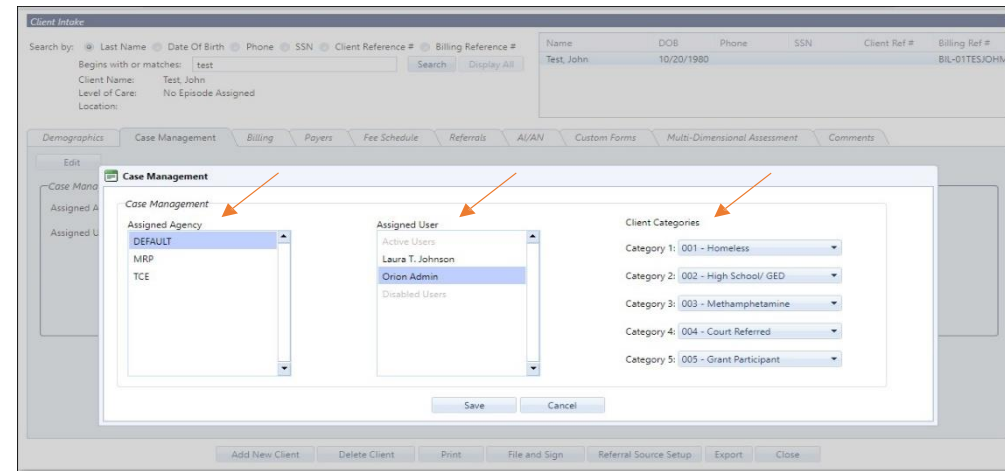 Client Intake
Search by: Last Name Date Of Birth Phone SSN Client Reference # Billing Reference #
Begins with or matches: test Search Display All
Client Name: Test, John
Level of Care: No Episode Assigned
Location:
Name DOB Phone SSN Client Ref # Billing Ref #
Test, John 10/20/1980 BIL-01TESJOHN
Demographics Case Management Billing Payers Fee Schedule Referrals AI/AN Custom Forms Multi-Dimensional Assessment Comments
Edit
Case Mana
Assigned A
Assigned U
Case Management
Case Management
Assigned Agency
DEFAULT
MRP
TCE
Assigned User
Active Users
Laura T. Johnson
Orion Admin
Disabled Users
Client Categories
Category 1: 001 - Homeless
Category 2: 002 - High School/ GED
Category 3: 003 - Methamphetamine
Category 4: 004 - Court Referred
Category 5: 005 - Grant Participant
Save Cancel
Add New Client Delete Client Print File and Sign Referral Source Setup Export Close